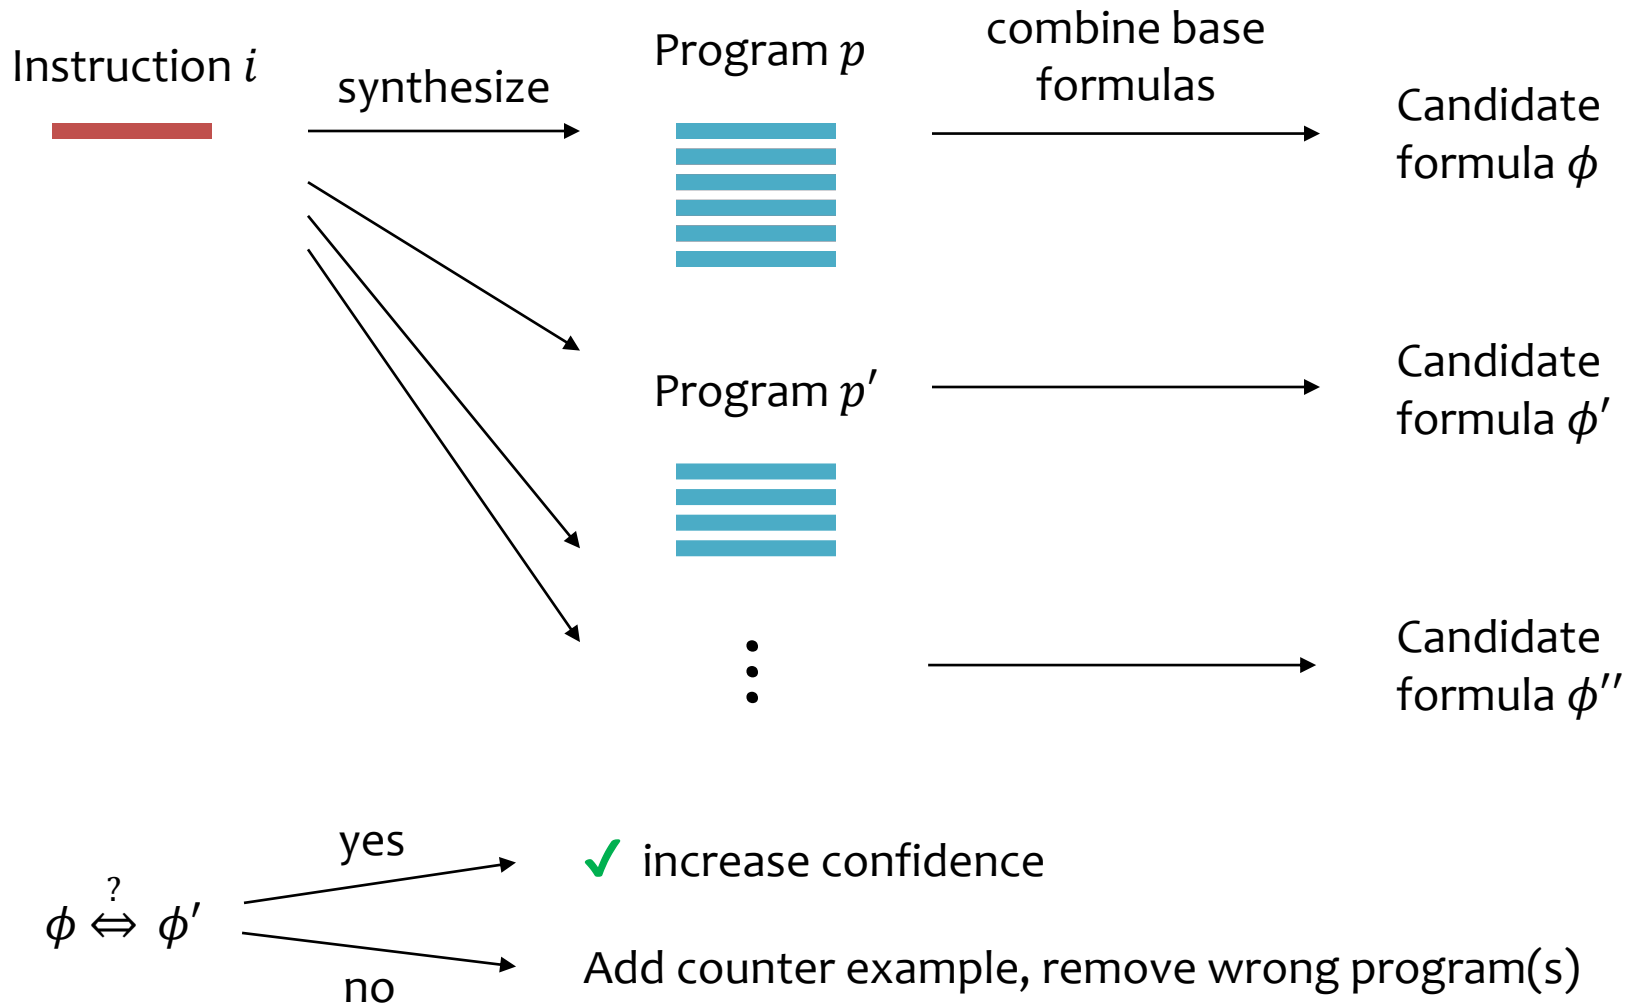 Instruction i
synthesize
Program p
combine base
formulas
Candidate
formula ϕ
Program p′
Candidate
formula ϕ′
Candidate
formula ϕ′′
ϕ ⇔? ϕ′
yes
✓ increase confidence
no
Add counter example, remove wrong program(s)